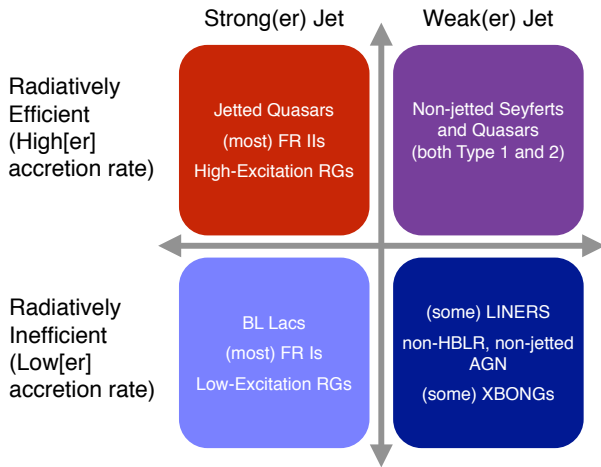 Strong(er) Jet
Weak(er) Jet
Radiatively
Efficient
(High[er]
accretion rate)
Jetted Quasars
(most) FR IIs
High-Excitation RGs
Non-jetted Seyferts
and Quasars
(both Type 1 and 2)
Radiatively
Inefficient
(Low[er]
accretion rate)
BL Lacs
(most) FR Is
Low-Excitation RGs
(some) LINERS
non-HBLR, non-jetted
AGN
(some) XBONGs